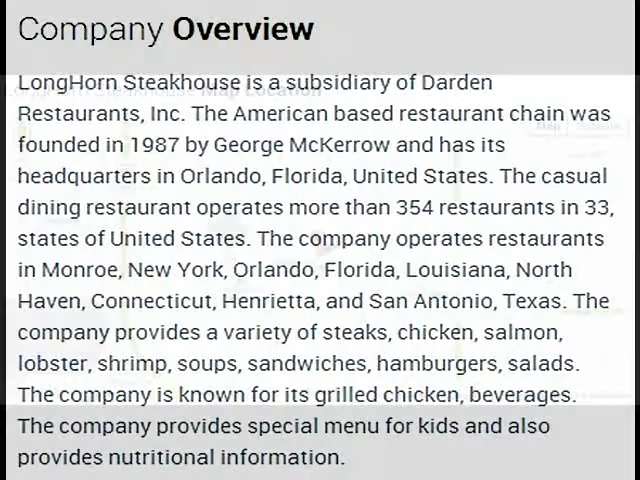 Company Overview
LongHorn Steakhouse Map Location
LongHorn Steakhouse is a subsidiary of Darden
Restaurants, Inc. The American based restaurant chain was
founded in 1987 by George McKerrow and has its
headquarters in Orlando, Florida, United States. The casual
dining restaurant operates more than 354 restaurants in 33,
states of United States. The company operates restaurants
in Monroe, New York, Orlando, Florida, Louisiana, North
Haven, Connecticut, Henrietta, and San Antonio, Texas. The
company provides a variety of steaks, chicken, salmon,
lobster, shrimp, soups, sandwiches, hamburgers, salads.
The company is known for its grilled chicken, beverages.
The company provides special menu for kids and also
provides nutritional information.